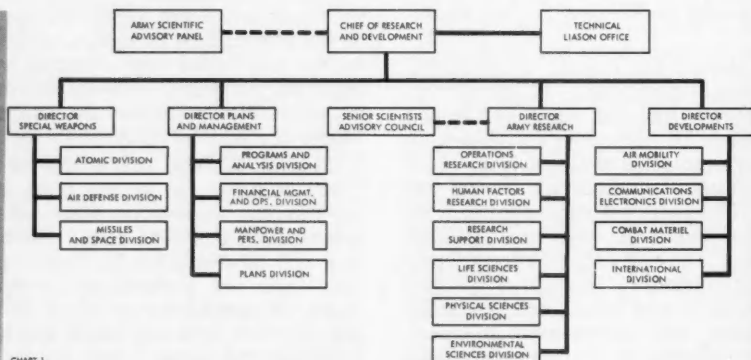 ARMY SCIENTIFIC
ADVISORY PANEL
CHIEF OF RESEARCH
AND DEVELOPMENT
TECHNICAL
LIASON OFFICE
DIRECTOR
SPECIAL WEAPONS
DIRECTOR PLANS
AND MANAGEMENT
SENIOR SCIENTISTS
ADVISORY COUNCIL
DIRECTOR
ARMY RESEARCH
DIRECTOR
DEVELOPMENTS
ATOMIC DIVISION
AIR DEFENSE DIVISION
MISSILES
AND SPACE DIVISION
PROGRAMS AND
ANALYSIS DIVISION
FINANCIAL MGMT.
AND OPS. DIVISION
MANPOWER AND
PERS. DIVISION
PLANS DIVISION
OPERATIONS
RESEARCH DIVISION
HUMAN FACTORS
RESEARCH DIVISION
RESEARCH
SUPPORT DIVISION
LIFE SCIENCES
DIVISION
PHYSICAL SCIENCES
DIVISION
ENVIRONMENTAL
SCIENCES DIVISION
AIR MOBILITY
DIVISION
COMMUNICATIONS
ELECTRONICS DIVISION
COMBAT MATERIEL
DIVISION
INTERNATIONAL
DIVISION
CHART 1